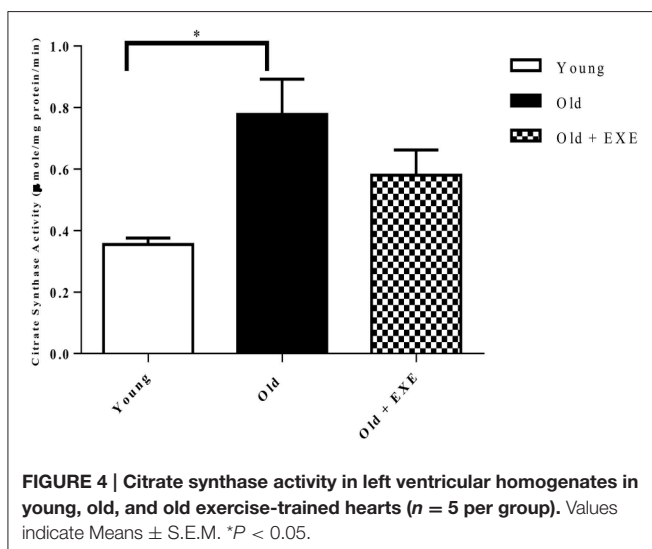 *
1.0
0.8
0.6
0.4
0.2
0.0
Citrate Synthase Activity (μmole/mg protein/min)
Young
Old
Old + EXE
Young
Old
Old + EXE
FIGURE 4 | Citrate synthase activity in left ventricular homogenates in
young, old, and old exercise-trained hearts (n = 5 per group). Values
indicate Means ± S.E.M. *P < 0.05.